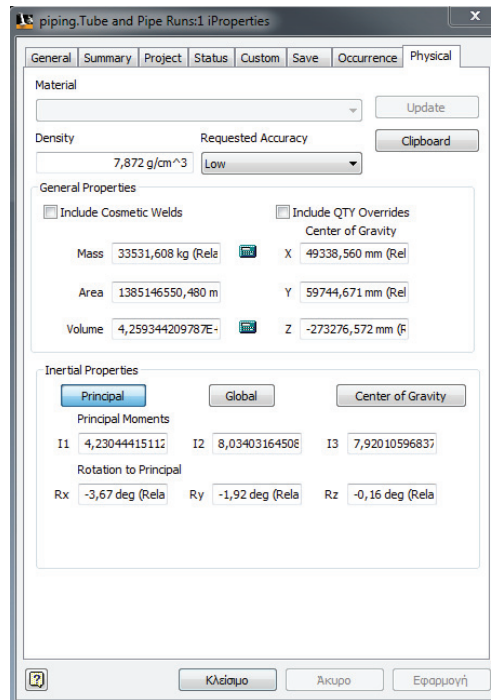 piping.Tube and Pipe Runs:1 iProperties
General Summary Project Status Custom Save Occurrence Physical
Material
Update
Density Requested Accuracy Clipboard
7,872 g/cm^3 Low
General Properties
Include Cosmetic Welds Include QTY Overrides
Center of Gravity
Mass 33531,608 kg (Rela X 49338,560 mm (Rel
Area 1385146550,480 m Y 59744,671 mm (Rel
Volume 4,259344209787E- Z -273276,572 mm (R
Inertial Properties
Principal Global Center of Gravity
Principal Moments
I1 4,23044415112 I2 8,03403164508 I3 7,92010596837
Rotation to Principal
Rx -3,67 deg (Rela Ry -1,92 deg (Rela Rz -0,16 deg (Rela
Κλείσιμο Άκυρο Εφαρμογή